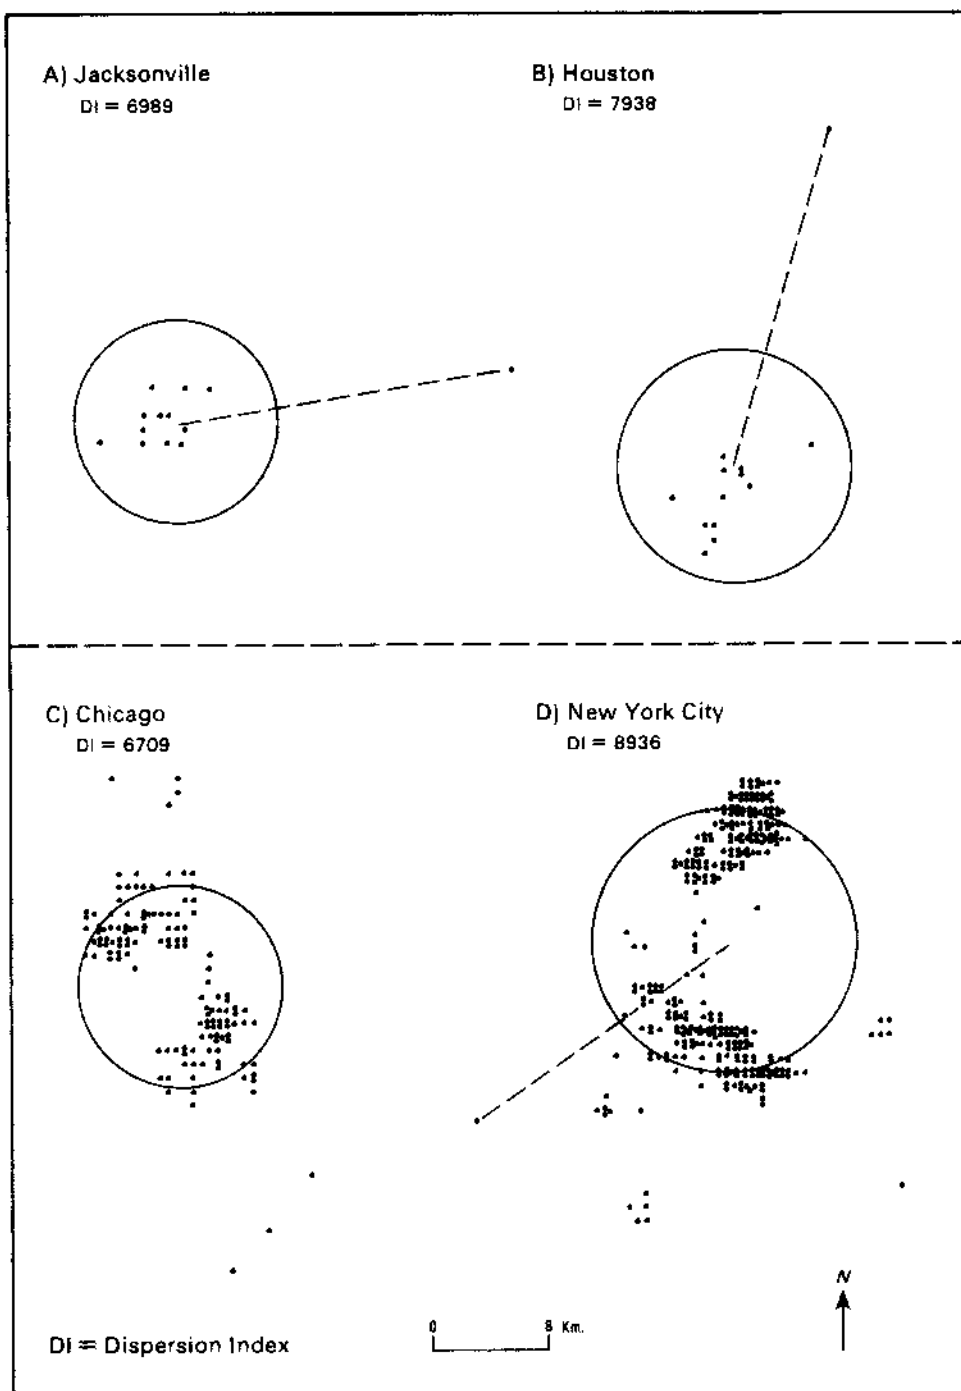 A) Jacksonville
DI = 6989
B) Houston
DI = 7938
C) Chicago
DI = 6709
D) New York City
DI = 8936
N
0 8 Km.
DI = Dispersion Index